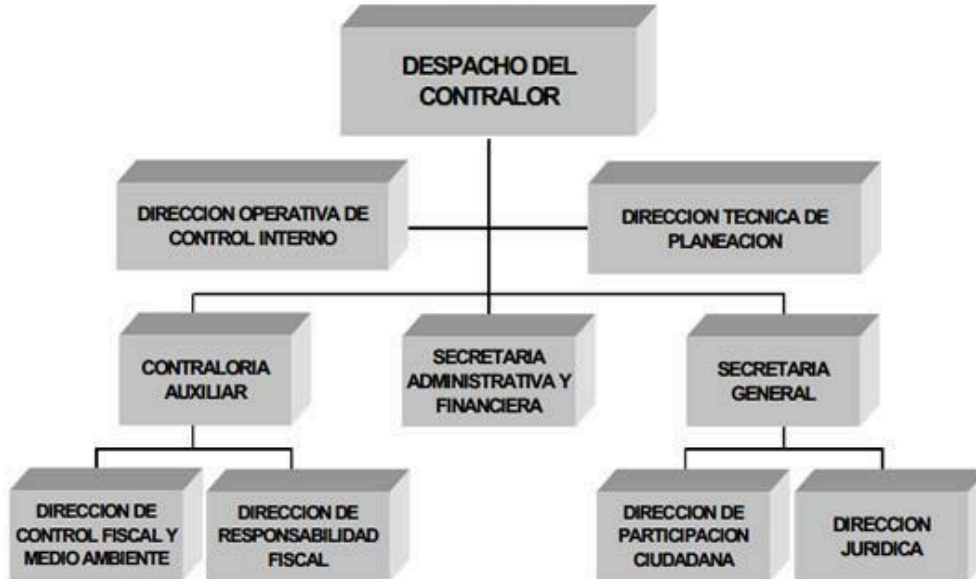 DESPACHO DEL
CONTRALOR
DIRECCION OPERATIVA DE
CONTROL INTERNO
DIRECCION TECNICA DE
PLANEACION
CONTRALORIA
AUXILIAR
SECRETARIA
ADMINISTRATIVA Y
FINANCIERA
SECRETARIA
GENERAL
DIRECCION DE
CONTROL FISCAL Y
MEDIO AMBIENTE
DIRECCION DE
RESPONSABILIDAD
FISCAL
DIRECCION DE
PARTICIPACION
CIUDADANA
DIRECCION
JURIDICA